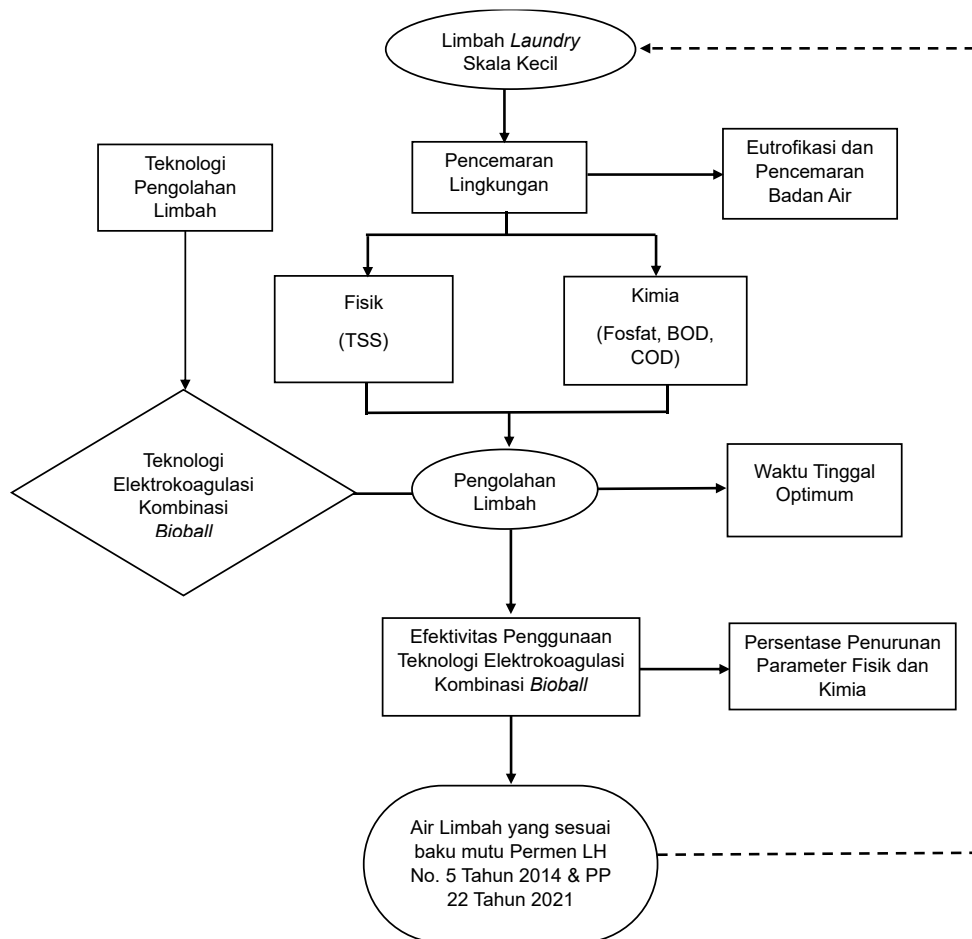 Limbah Laundry
Skala Kecil
Teknologi
Pengolahan
Limbah
Pencemaran
Lingkungan
Eutrofikasi dan
Pencemaran
Badan Air
Fisik
(TSS)
Kimia
(Fosfat, BOD,
COD)
Teknologi
Elektrokoagulasi
Kombinasi
Bioball
Pengolahan
Limbah
Waktu Tinggal
Optimum
Efektivitas Penggunaan
Teknologi Elektrokoagulasi
Kombinasi Bioball
Persentase Penurunan
Parameter Fisik dan
Kimia
Air Limbah yang sesuai
baku mutu Permen LH
No. 5 Tahun 2014 & PP
22 Tahun 2021